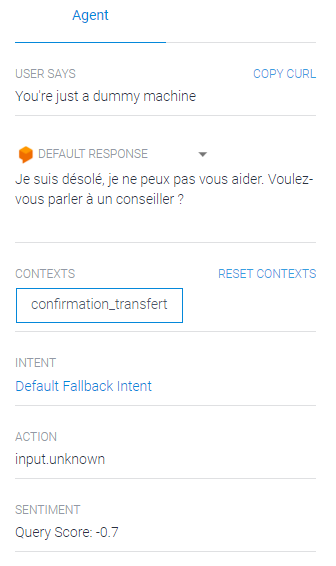 Agent
USER SAYS COPY CURL
You're just a dummy machine
DEFAULT RESPONSE
Je suis désolé, je ne peux pas vous aider. Voulez-
vous parler à un conseiller ?
CONTEXTS RESET CONTEXTS
confirmation_transfert
INTENT
Default Fallback Intent
ACTION
input.unknown
SENTIMENT
Query Score: -0.7